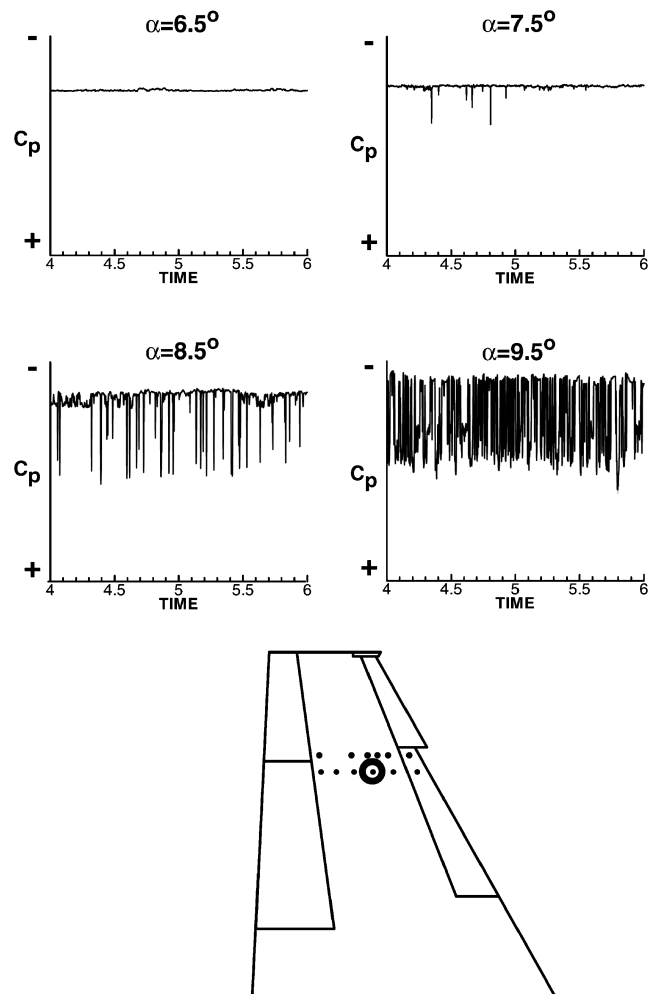 α=6.5°
-
Cp
+
4 4.5 5 5.5 6
TIME
α=7.5°
-
Cp
+
4 4.5 5 5.5 6
TIME
α=8.5°
-
Cp
+
4 4.5 5 5.5 6
TIME
α=9.5°
-
Cp
+
4 4.5 5 5.5 6
TIME